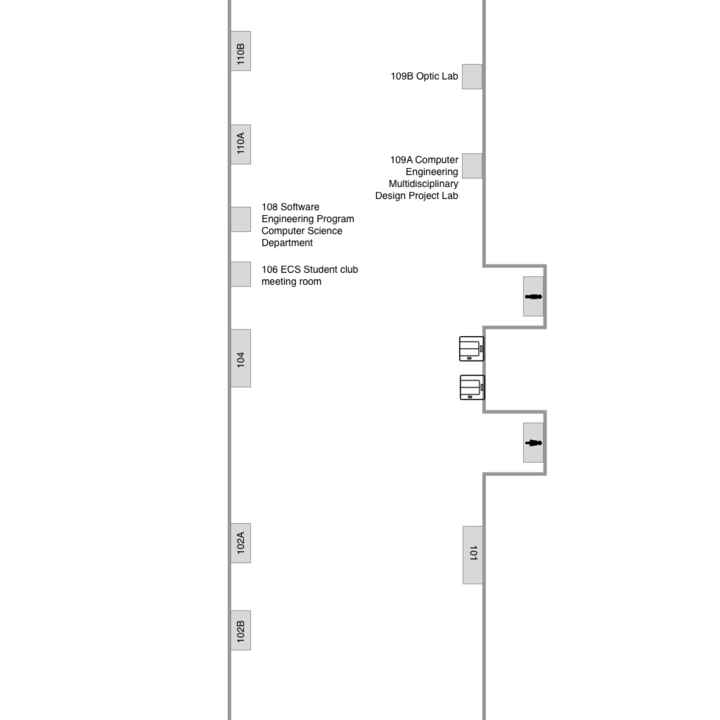 110B
109B Optic Lab
110A
109A Computer
Engineering
Multidisciplinary
Design Project Lab
108 Software
Engineering Program
Computer Science
Department
106 ECS Student club
meeting room
104
102A
101
102B